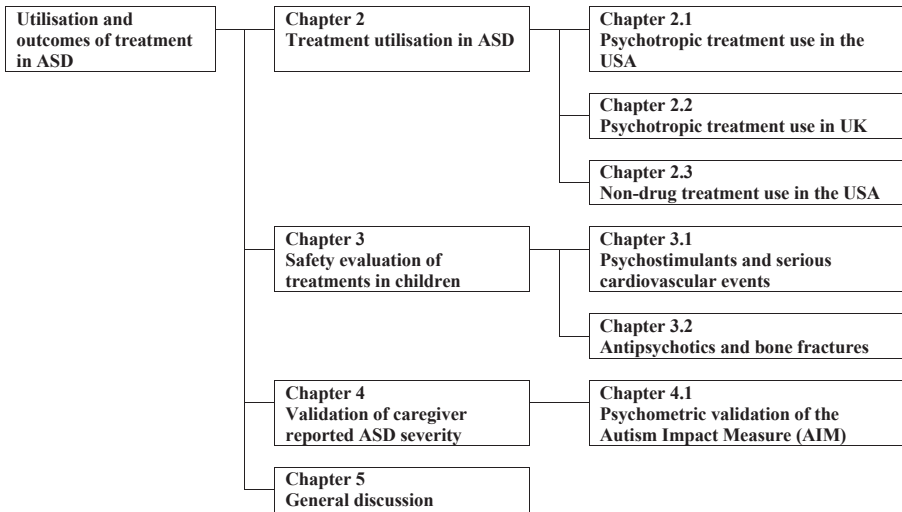 Utilisation and
outcomes of treatment
in ASD
Chapter 2
Treatment utilisation in ASD
Chapter 2.1
Psychotropic treatment use in the
USA
Chapter 2.2
Psychotropic treatment use in UK
Chapter 2.3
Non-drug treatment use in the USA
Chapter 3
Safety evaluation of
treatments in children
Chapter 3.1
Psychostimulants and serious
cardiovascular events
Chapter 3.2
Antipsychotics and bone fractures
Chapter 4
Validation of caregiver
reported ASD severity
Chapter 4.1
Psychometric validation of the
Autism Impact Measure (AIM)
Chapter 5
General discussion